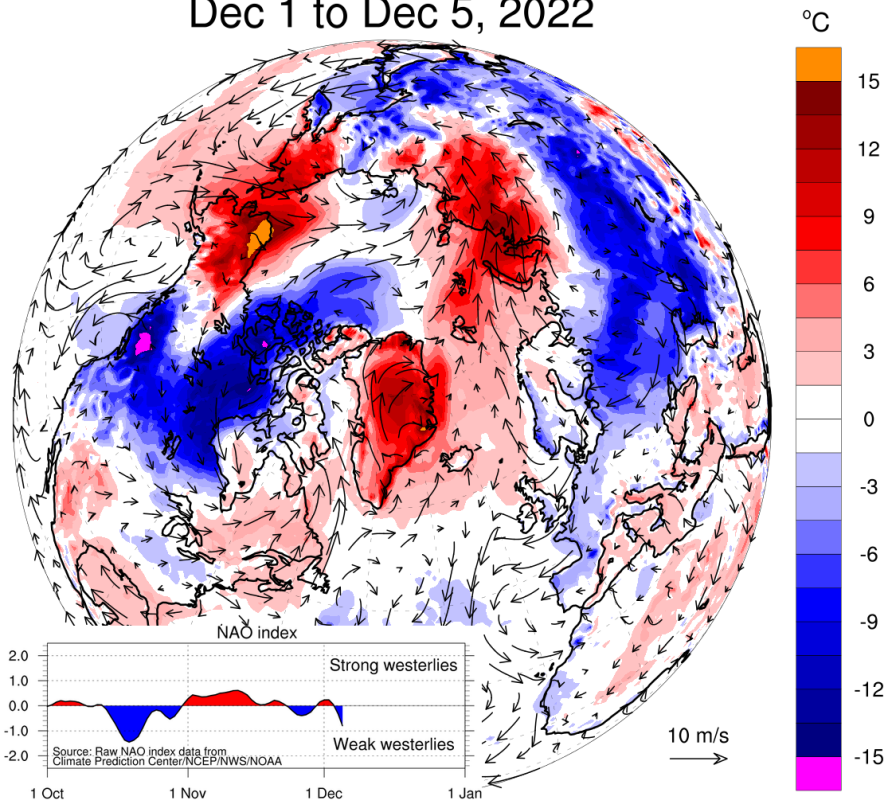 Dec 1 to Dec 5, 2022
°C
15
12
9
6
3
0
-3
-6
-9
-12
-15
10 m/s
NAO index
2.0
1.0
0.0
-1.0
-2.0
Strong westerlies
Weak westerlies
Source: Raw NAO index data from
Climate Prediction Center/NCEP/NWS/NOAA
1 Oct
1 Nov
1 Dec
1 Jan